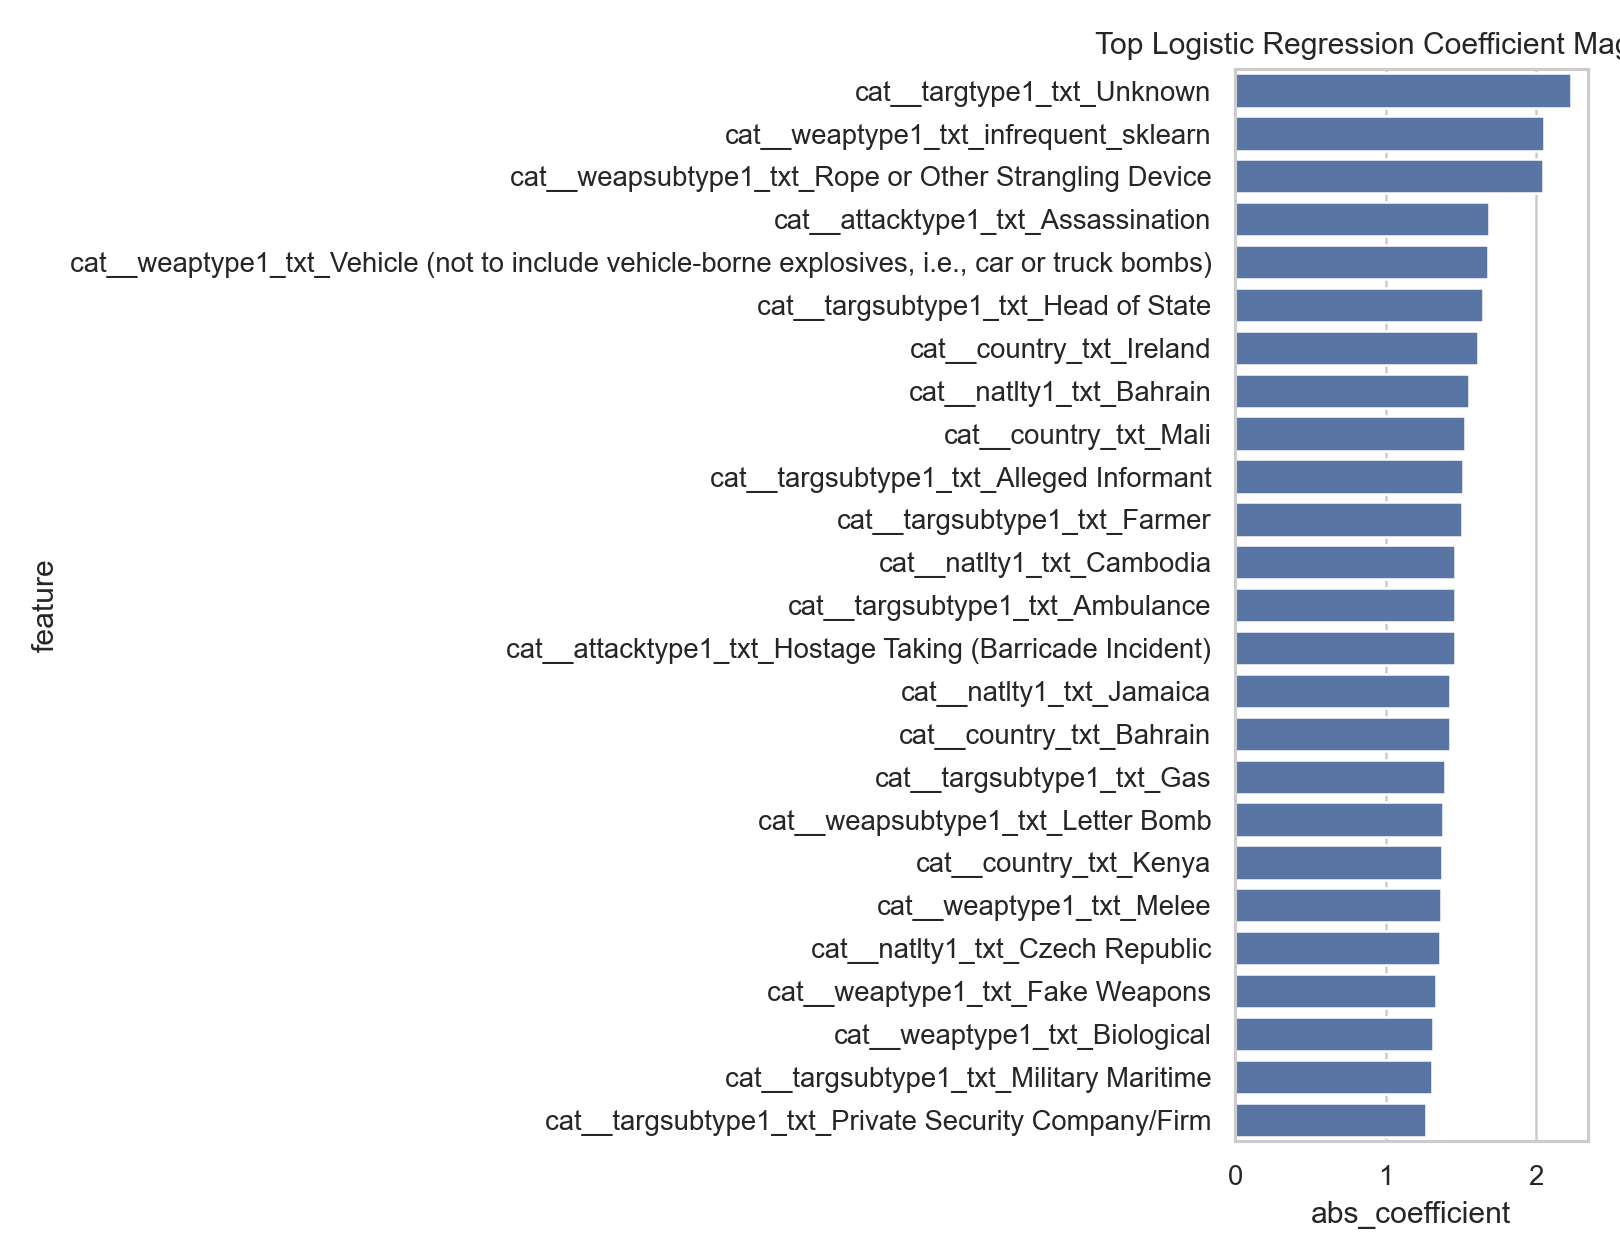 Top Logistic Regression Coefficient Mag
cat__targtype1_txt_Unknown
cat__weaptype1_txt_infrequent_sklearn
cat__weapsubtype1_txt_Rope or Other Strangling Device
cat__attacktype1_txt_Assassination
cat__weaptype1_txt_Vehicle (not to include vehicle-borne explosives, i.e., car or truck bombs)
cat__targsubtype1_txt_Head of State
cat__country_txt_Ireland
cat__natlty1_txt_Bahrain
cat__country_txt_Mali
cat__targsubtype1_txt_Alleged Informant
cat__targsubtype1_txt_Farmer
cat__natlty1_txt_Cambodia
cat__targsubtype1_txt_Ambulance
cat__attacktype1_txt_Hostage Taking (Barricade Incident)
cat__natlty1_txt_Jamaica
cat__country_txt_Bahrain
cat__targsubtype1_txt_Gas
cat__weapsubtype1_txt_Letter Bomb
cat__country_txt_Kenya
cat__weaptype1_txt_Melee
cat__natlty1_txt_Czech Republic
cat__weaptype1_txt_Fake Weapons
cat__weaptype1_txt_Biological
cat__targsubtype1_txt_Military Maritime
cat__targsubtype1_txt_Private Security Company/Firm
feature
0 1 2
abs_coefficient